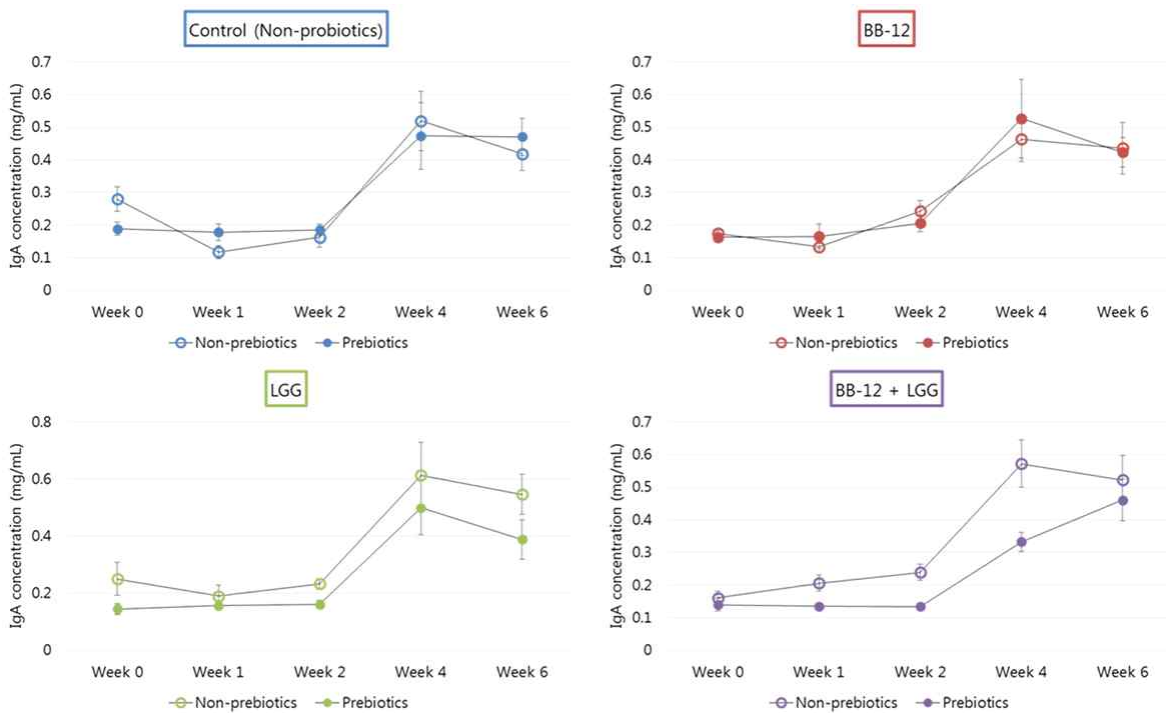 Control (Non-probiotics)
IgA concentration (mg/mL)
0.7
0.6
0.5
0.4
0.3
0.2
0.1
0
Week 0 Week 1 Week 2 Week 4 Week 6
Non-prebiotics Prebiotics
BB-12
IgA concentration (mg/mL)
0.7
0.6
0.5
0.4
0.3
0.2
0.1
0
Week 0 Week 1 Week 2 Week 4 Week 6
Non-prebiotics Prebiotics
LGG
IgA concentration (mg/mL)
0.8
0.6
0.4
0.2
0
Week 0 Week 1 Week 2 Week 4 Week 6
Non-prebiotics Prebiotics
BB-12 + LGG
IgA concentration (mg/mL)
0.7
0.6
0.5
0.4
0.3
0.2
0.1
0
Week 0 Week 1 Week 2 Week 4 Week 6
Non-prebiotics Prebiotics